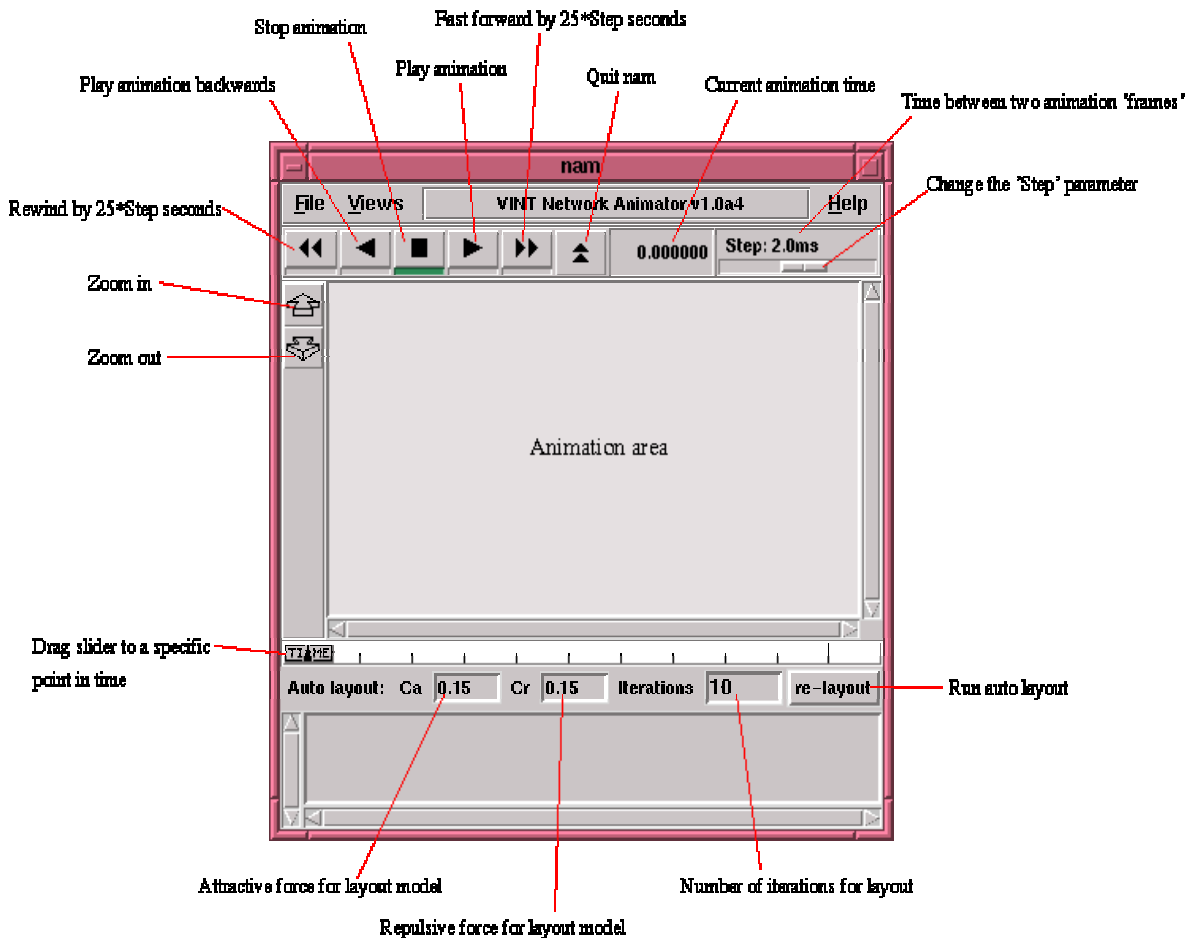 Fast forward by 25*Step seconds
Stop animation
Play animation
Quit nam
Play animation backwards
Current animation time
Time between two animation "frames"
nam
Change the "Step" parameter
File Views VINT Network Animator v1.0a4 Help
Rewind by 25*Step seconds
0.000000 Step: 2.0ms
Zoom in
Zoom out
Animation area
Drag slider to a specific
point in time
TIME
Auto layout: Ca 0.15 Cr 0.15 Iterations 10 re-layout
Run auto layout
Attractive force for layout model
Number of iterations for layout
Repulsive force for layout model